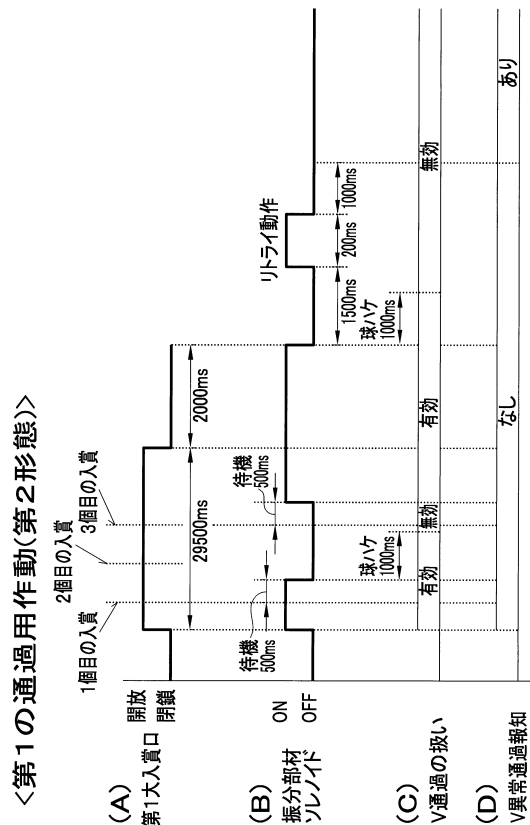 <第1の通過用作動(第2形態)>
1個目の入賞
2個目の入賞
3個目の入賞
(A)
第1大入賞口
開放
閉鎖
29500ms
2000ms
(B)
振分部材
ソレノイド
ON
OFF
待機
500ms
待機
500ms
リトライ動作
1500ms
200ms
1000ms
球ハケ
1000ms
球ハケ
1000ms
(C)
V通過の扱い
有効
無効
有効
無効
(D)
V異常通過報知
なし
あり